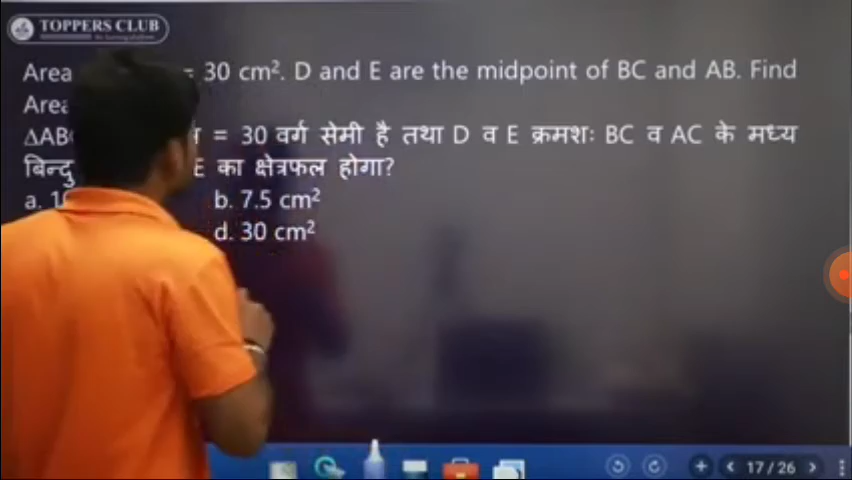 TOPPERS CLUB
Area = 30 cm². D and E are the midpoint of BC and AB. Find
Area
= 30 वर्ग सेमी है तथा D व E क्रमशः BC व AC के मध्य
बिन्दु E का क्षेत्रफल होगा?
a. b. 7.5 cm²
d. 30 cm²
17/26